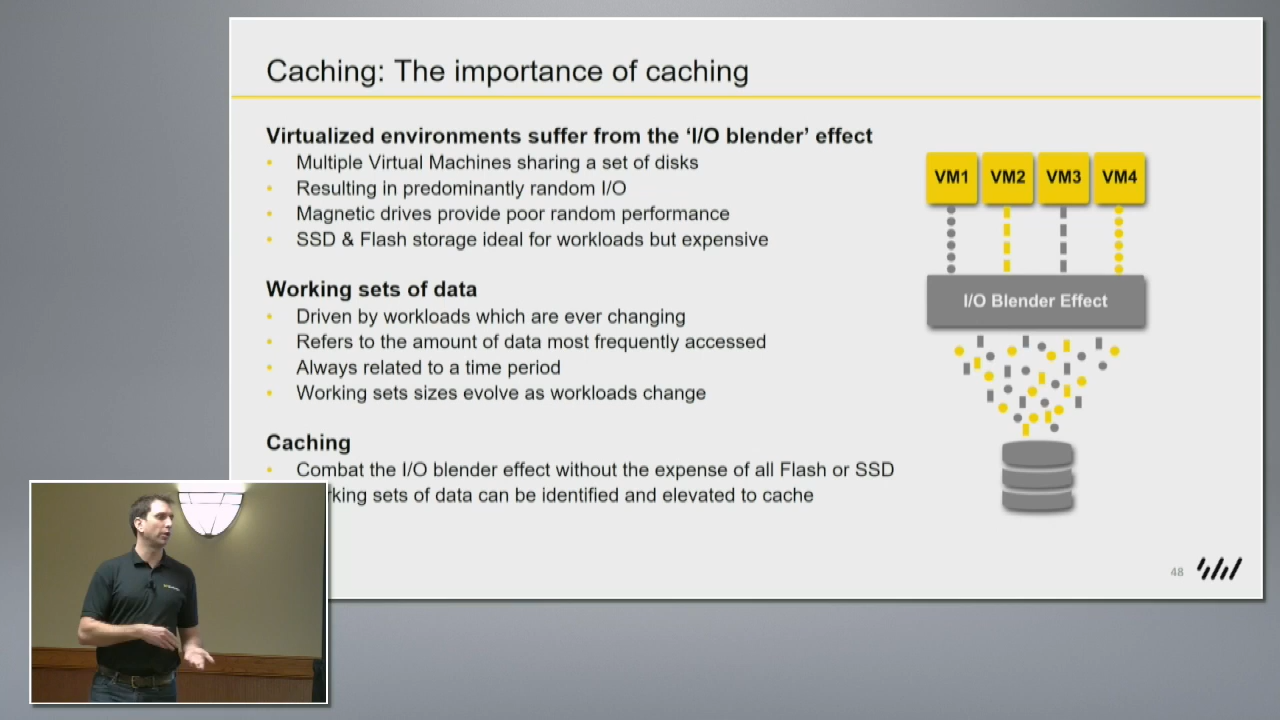 Caching: The importance of caching
Virtualized environments suffer from the ‘I/O blender’ effect
• Multiple Virtual Machines sharing a set of disks
• Resulting in predominantly random I/O
• Magnetic drives provide poor random performance
• SSD & Flash storage ideal for workloads but expensive
Working sets of data
• Driven by workloads which are ever changing
• Refers to the amount of data most frequently accessed
• Always related to a time period
• Working sets sizes evolve as workloads change
Caching
• Combat the I/O blender effect without the expense of all Flash or SSD
rking sets of data can be identified and elevated to cache
VM1 VM2 VM3 VM4
I/O Blender Effect
48